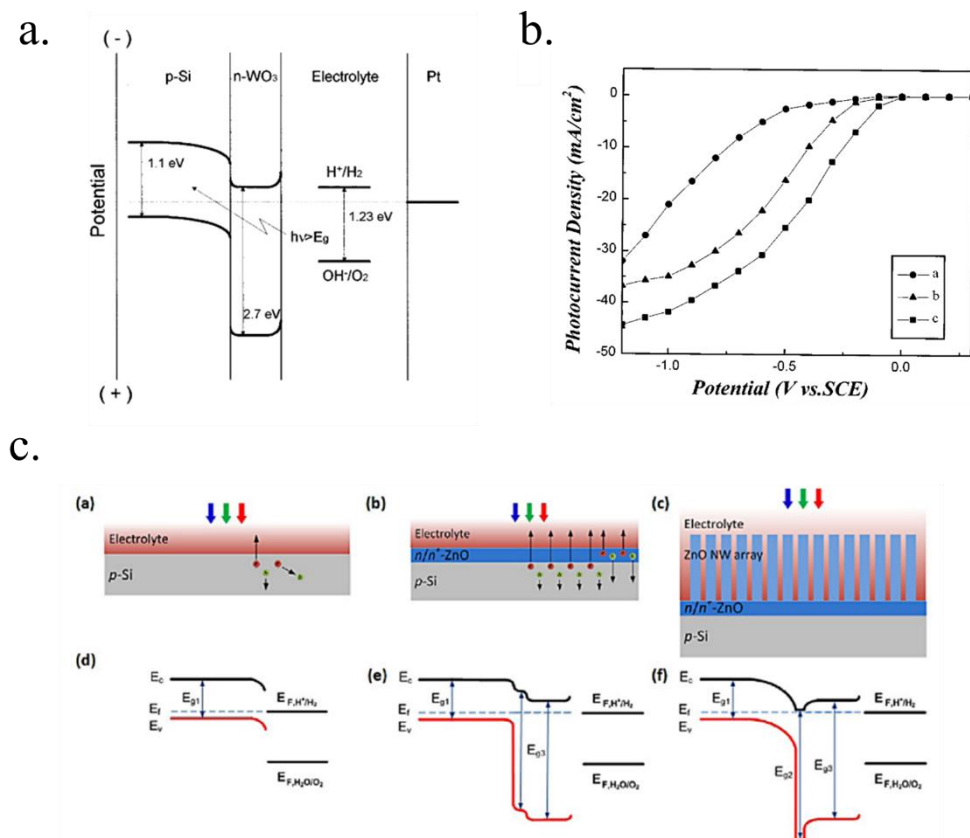 a.
(-)
p-Si
n-WO₃
Electrolyte
Pt
Potential
1.1 eV
H⁺/H₂
1.23 eV
hν>Eg
OH⁻/O₂
2.7 eV
(+)
b.
0
-10
-20
-30
-40
-50
Photocurrent Density (mA/cm²)
a
b
c
-1.0
-0.5
0.0
Potential (V vs.SCE)
c.
(a)
Electrolyte
p-Si
(b)
Electrolyte
n/n⁺-ZnO
p-Si
(c)
Electrolyte
ZnO NW array
n/n⁺-ZnO
p-Si
(d)
Ec
Eg1
Ef
Ev
EF,H⁺/H₂
EF,H₂O/O₂
(e)
Ec
Eg1
Ef
Ev
Eg3
EF,H⁺/H₂
EF,H₂O/O₂
(f)
Ec
Eg1
Ef
Ev
Eg2
Eg3
EF,H⁺/H₂
EF,H₂O/O₂